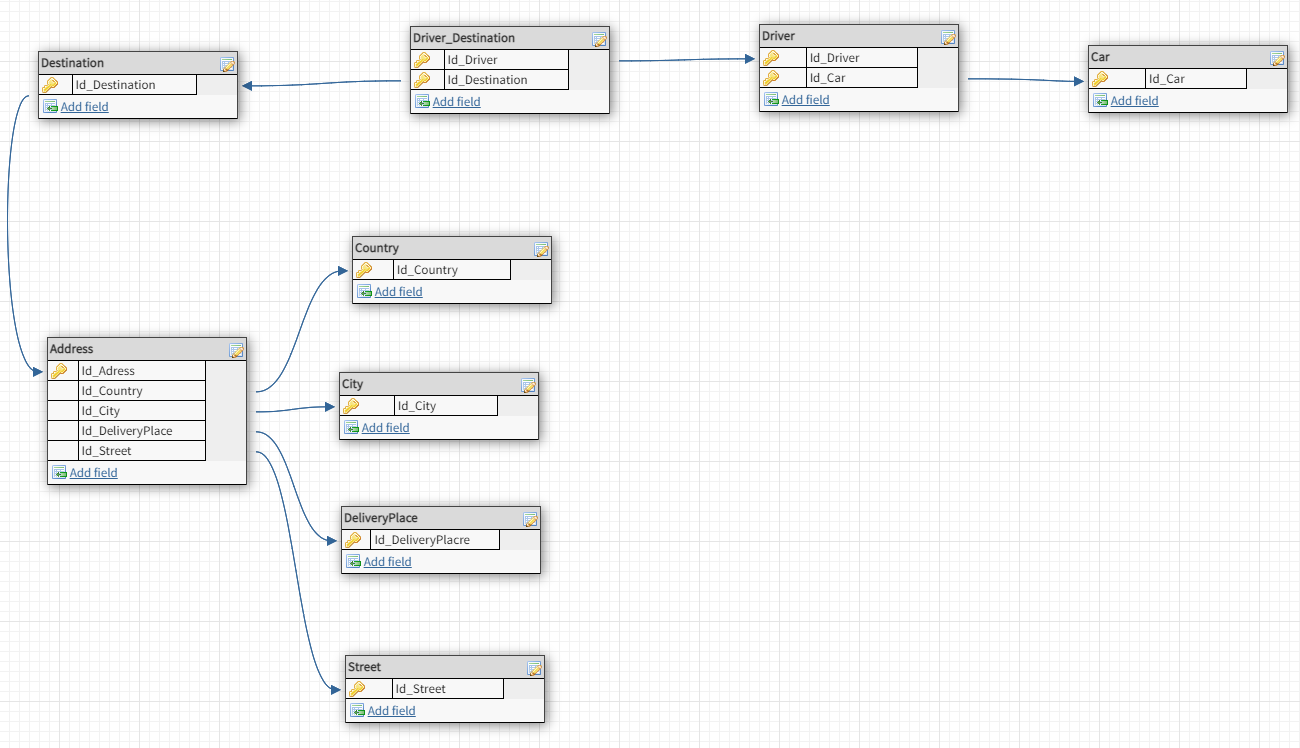 Destination
Id_Destination
Add field
Driver_Destination
Id_Driver
Id_Destination
Add field
Driver
Id_Driver
Id_Car
Add field
Car
Id_Car
Add field
Country
Id_Country
Add field
Address
Id_Adress
Id_Country
Id_City
Id_DeliveryPlace
Id_Street
Add field
City
Id_City
Add field
DeliveryPlace
Id_DeliveryPlacre
Add field
Street
Id_Street
Add field